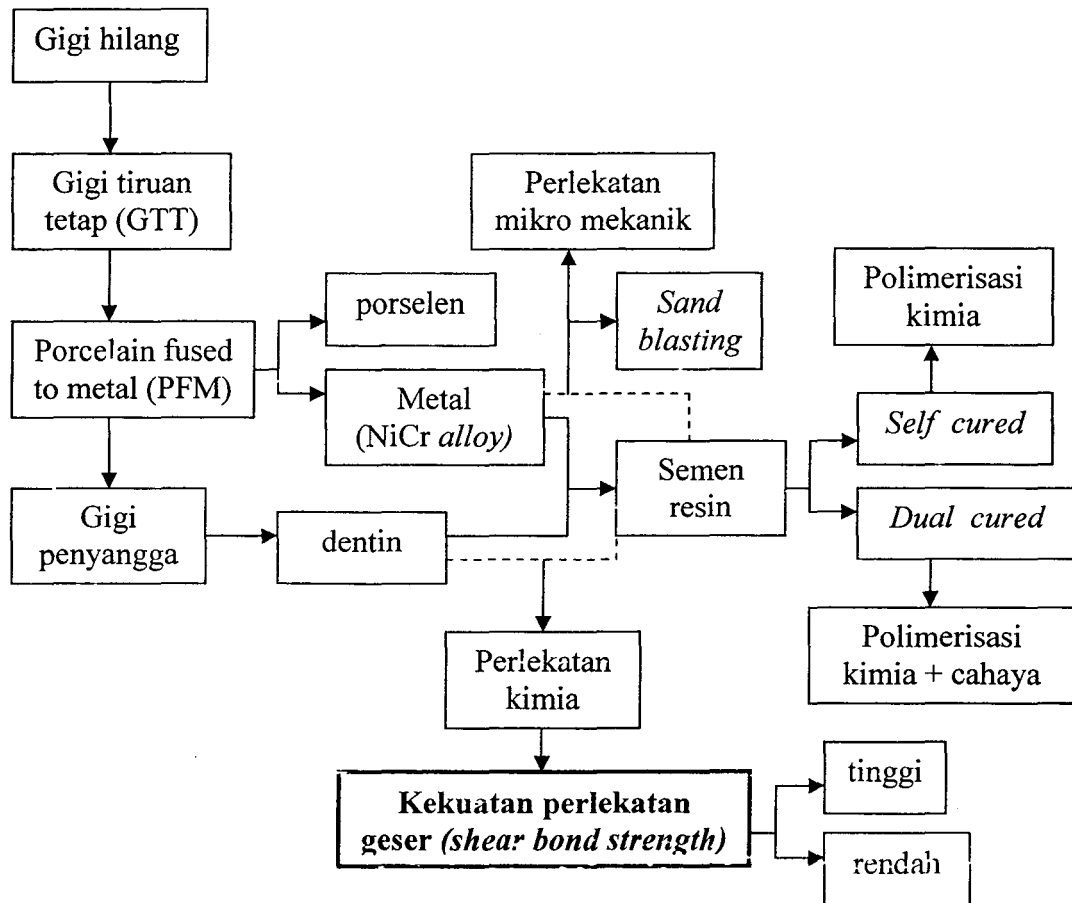 Gigi hilang
Gigi tiruan
tetap (GTT)
Perlekatan
mikro mekanik
porselen
Sand
blasting
Polimerisasi
kimia
Porcelain fused
to metal (PFM)
Metal
(NiCr alloy)
Self cured
Semen
resin
Gigi
penyangga
dentin
Dual cured
Perlekatan
kimia
Polimerisasi
kimia + cahaya
Kekuatan perlekatan
geser (shear bond strength)
tinggi
rendah